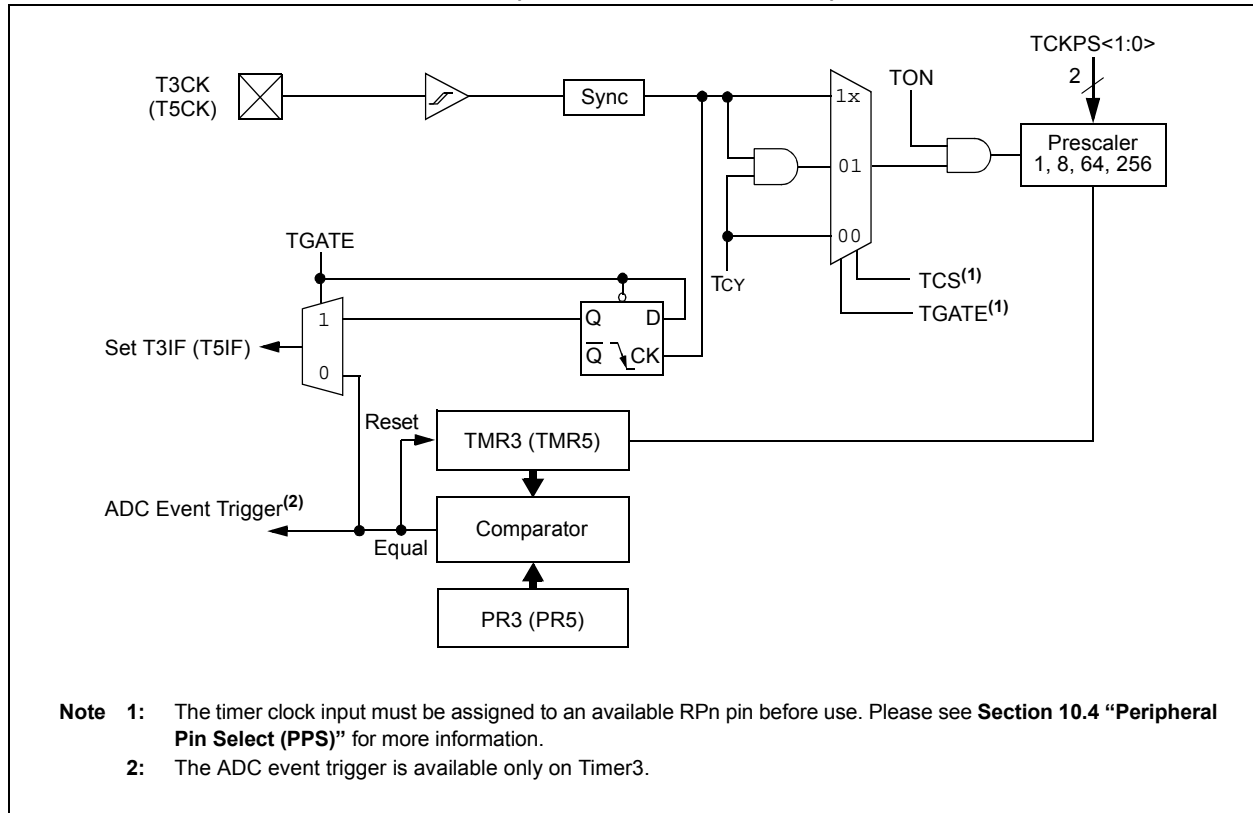 TCKPS<1:0>
2
T3CK
(T5CK)
Sync
TON
1x
01
00
Prescaler
1, 8, 64, 256
TGATE
TCY
TCS(1)
TGATE(1)
1
0
Q
D
Q
CK
Set T3IF (T5IF)
Reset
TMR3 (TMR5)
ADC Event Trigger(2)
Equal
Comparator
PR3 (PR5)
Note 1: The timer clock input must be assigned to an available RPn pin before use. Please see Section 10.4 “Peripheral
Pin Select (PPS)” for more information.
2: The ADC event trigger is available only on Timer3.